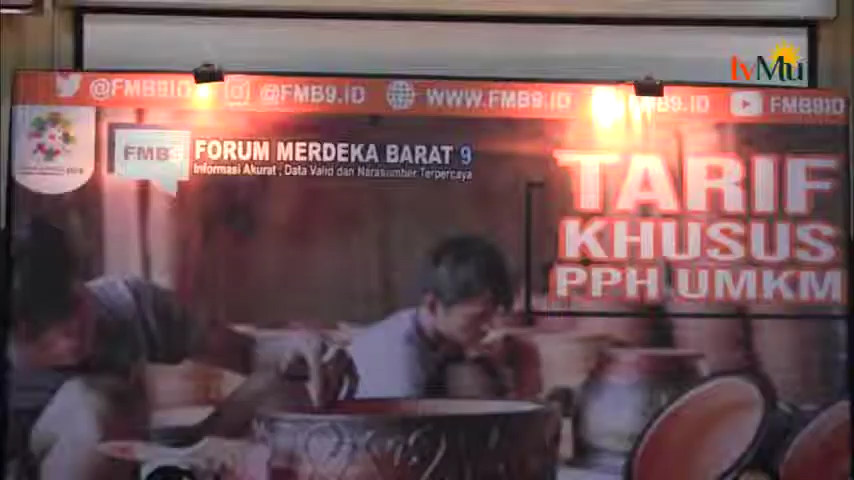 tvMu
@FMB9ID @FMB9.ID WWW.FMB9.ID FMB9.ID FMB9ID
FMB9 FORUM MERDEKA BARAT 9
Informasi Akurat, Data Valid dan Narasumber Terpercaya
TARIF
KHUSUS
PPH UMKM